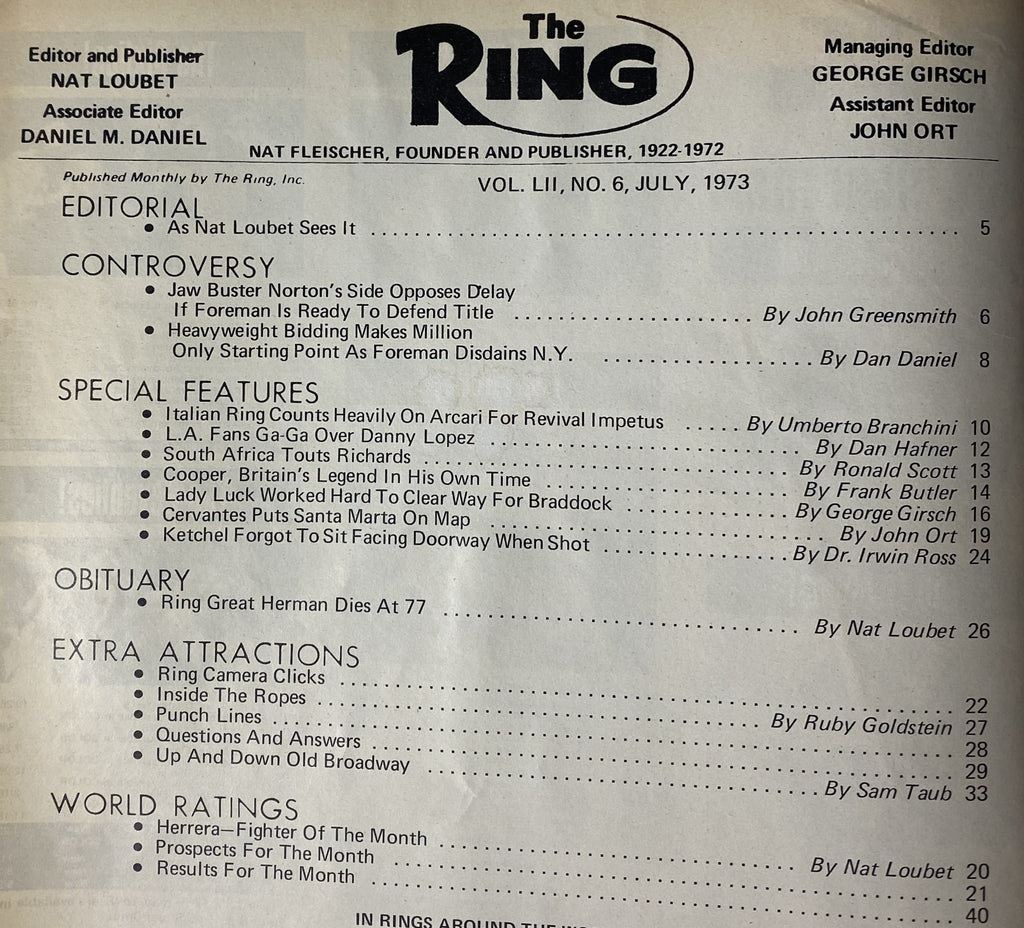 Editor and Publisher
NAT LOUBET
Associate Editor
DANIEL M. DANIEL
The
RING
Managing Editor
GEORGE GIRSCH
Assistant Editor
JOHN ORT
NAT FLEISCHER, FOUNDER AND PUBLISHER, 1922-1972
Published Monthly by The Ring, Inc.
VOL. LII, NO. 6, JULY, 1973
EDITORIAL
• As Nat Loubet Sees It 5
CONTROVERSY
• Jaw Buster Norton's Side Opposes Delay
If Foreman Is Ready To Defend Title By John Greensmith 6
• Heavyweight Bidding Makes Million
Only Starting Point As Foreman Disdains N.Y. By Dan Daniel 8
SPECIAL FEATURES
• Italian Ring Counts Heavily On Arcari For Revival Impetus By Umberto Branchini 10
• L.A. Fans Ga-Ga Over Danny Lopez By Dan Hafner 12
• South Africa Touts Richards By Ronald Scott 13
• Cooper, Britain's Legend In His Own Time By Frank Butler 14
• Lady Luck Worked Hard To Clear Way For Braddock By George Girsch 16
• Cervantes Puts Santa Marta On Map By John Ort 19
• Ketchel Forgot To Sit Facing Doorway When Shot By Dr. Irwin Ross 24
OBITUARY
• Ring Great Herman Dies At 77 By Nat Loubet 26
EXTRA ATTRACTIONS
• Ring Camera Clicks 22
• Inside The Ropes By Ruby Goldstein 27
• Punch Lines 28
• Questions And Answers 29
• Up And Down Old Broadway By Sam Taub 33
WORLD RATINGS
• Herrera—Fighter Of The Month By Nat Loubet 20
• Prospects For The Month 21
• Results For The Month 40
IN RINGS AROUND THE